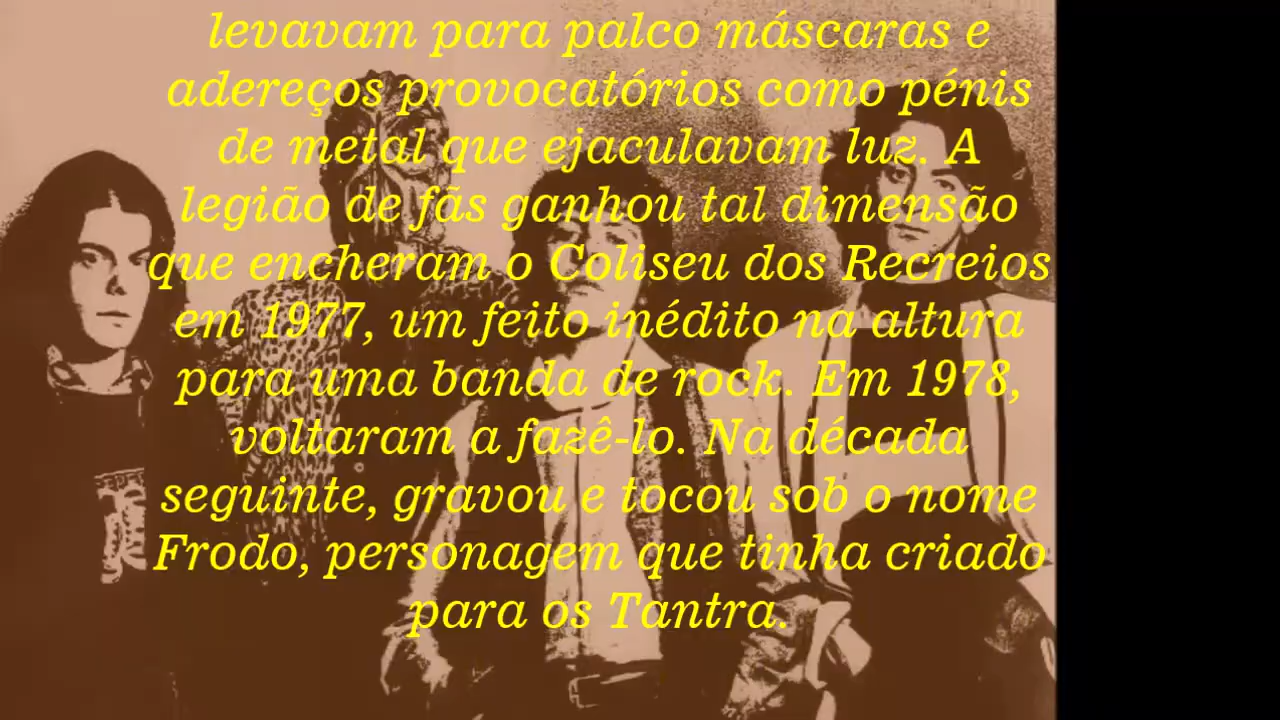 levavam para palco máscaras e
adereços provocatórios como pénis
de metal que ejaculavam luz. A
legião de fãs ganhou tal dimensão
que encheram o Coliseu dos Recreios
em 1977, um feito inédito na altura
para uma banda de rock. Em 1978,
voltaram a fazê-lo. Na década
seguinte, gravou e tocou sob o nome
Frodo, personagem que tinha criado
para os Tantra.